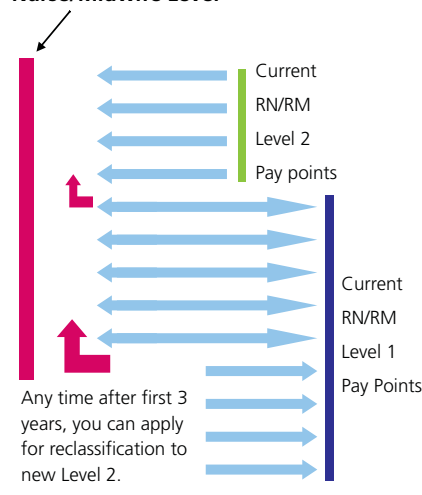 Current
RN/RM
Level 2
Pay points
Current
RN/RM
Level 1
Pay Points
Any time after first 3
years, you can apply
for reclassification to
new Level 2.